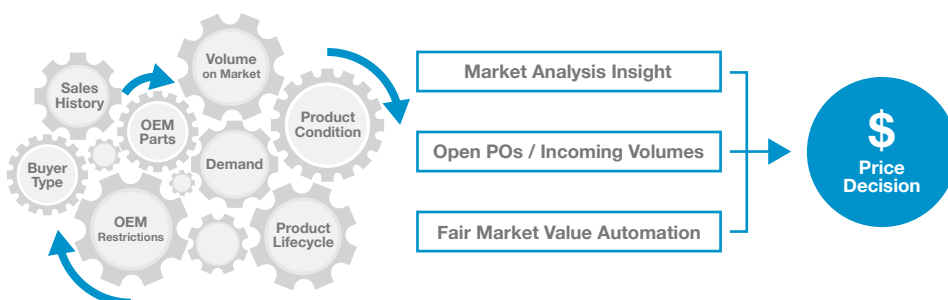 Volume
on Market
Sales
History
OEM
Parts
Product
Condition
Buyer
Type
Demand
OEM
Restrictions
Product
Lifecycle
Market Analysis Insight
Open POs / Incoming Volumes
Fair Market Value Automation
$
Price
Decision